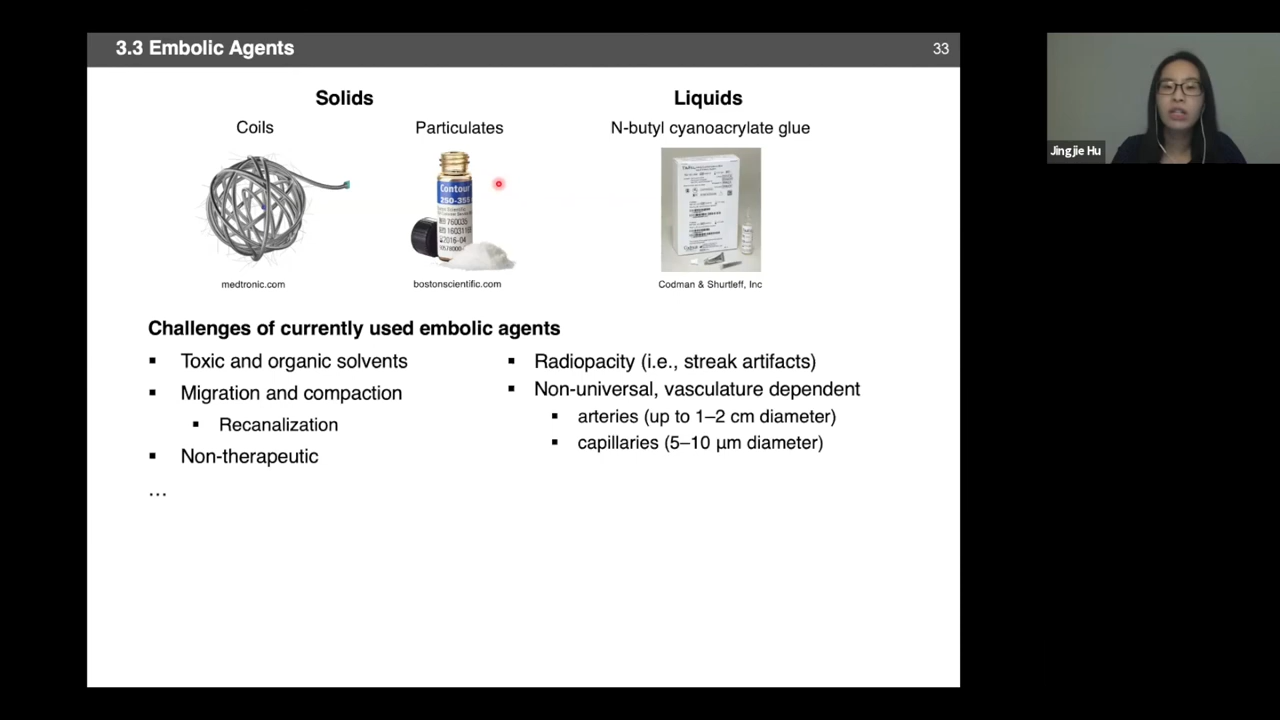 3.3 Embolic Agents
33
Solids
Liquids
Coils
Particulates
N-butyl cyanoacrylate glue
Contour
250-355
2016-04
medtronic.com
bostonscientific.com
Codman & Shurtleff, Inc
Challenges of currently used embolic agents
▪ Toxic and organic solvents
▪ Migration and compaction
▪ Recanalization
▪ Non-therapeutic
…
▪ Radiopacity (i.e., streak artifacts)
▪ Non-universal, vasculature dependent
▪ arteries (up to 1–2 cm diameter)
▪ capillaries (5–10 µm diameter)
Jingjie Hu